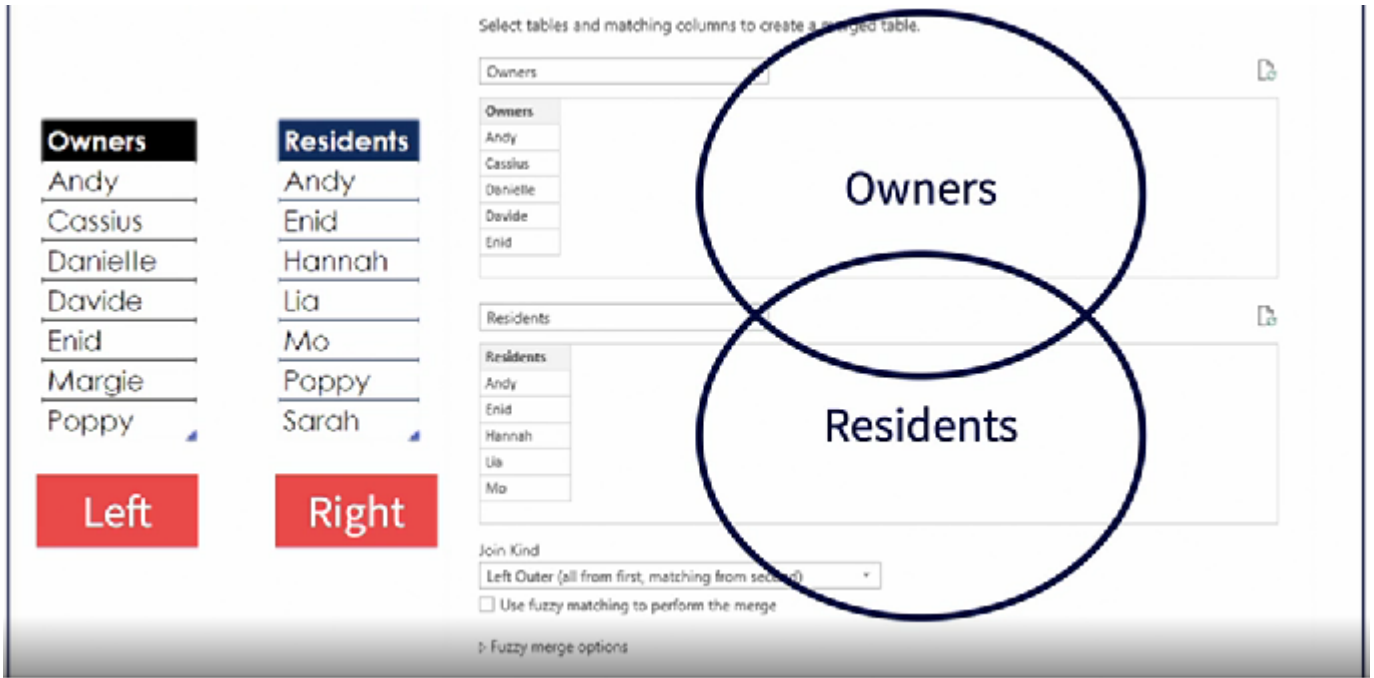 Select tables and matching columns to create a merged table.
Owners
Owners
Andy
Cassius
Danielle
Davide
Enid
Residents
Residents
Andy
Enid
Hannah
Lia
Mo
Join Kind
Left Outer (all from first, matching from second)
Use fuzzy matching to perform the merge
Fuzzy merge options
Owners
Andy
Cassius
Danielle
Davide
Enid
Margie
Poppy
Left
Residents
Andy
Enid
Hannah
Lia
Mo
Poppy
Sarah
Right
Owners
Residents